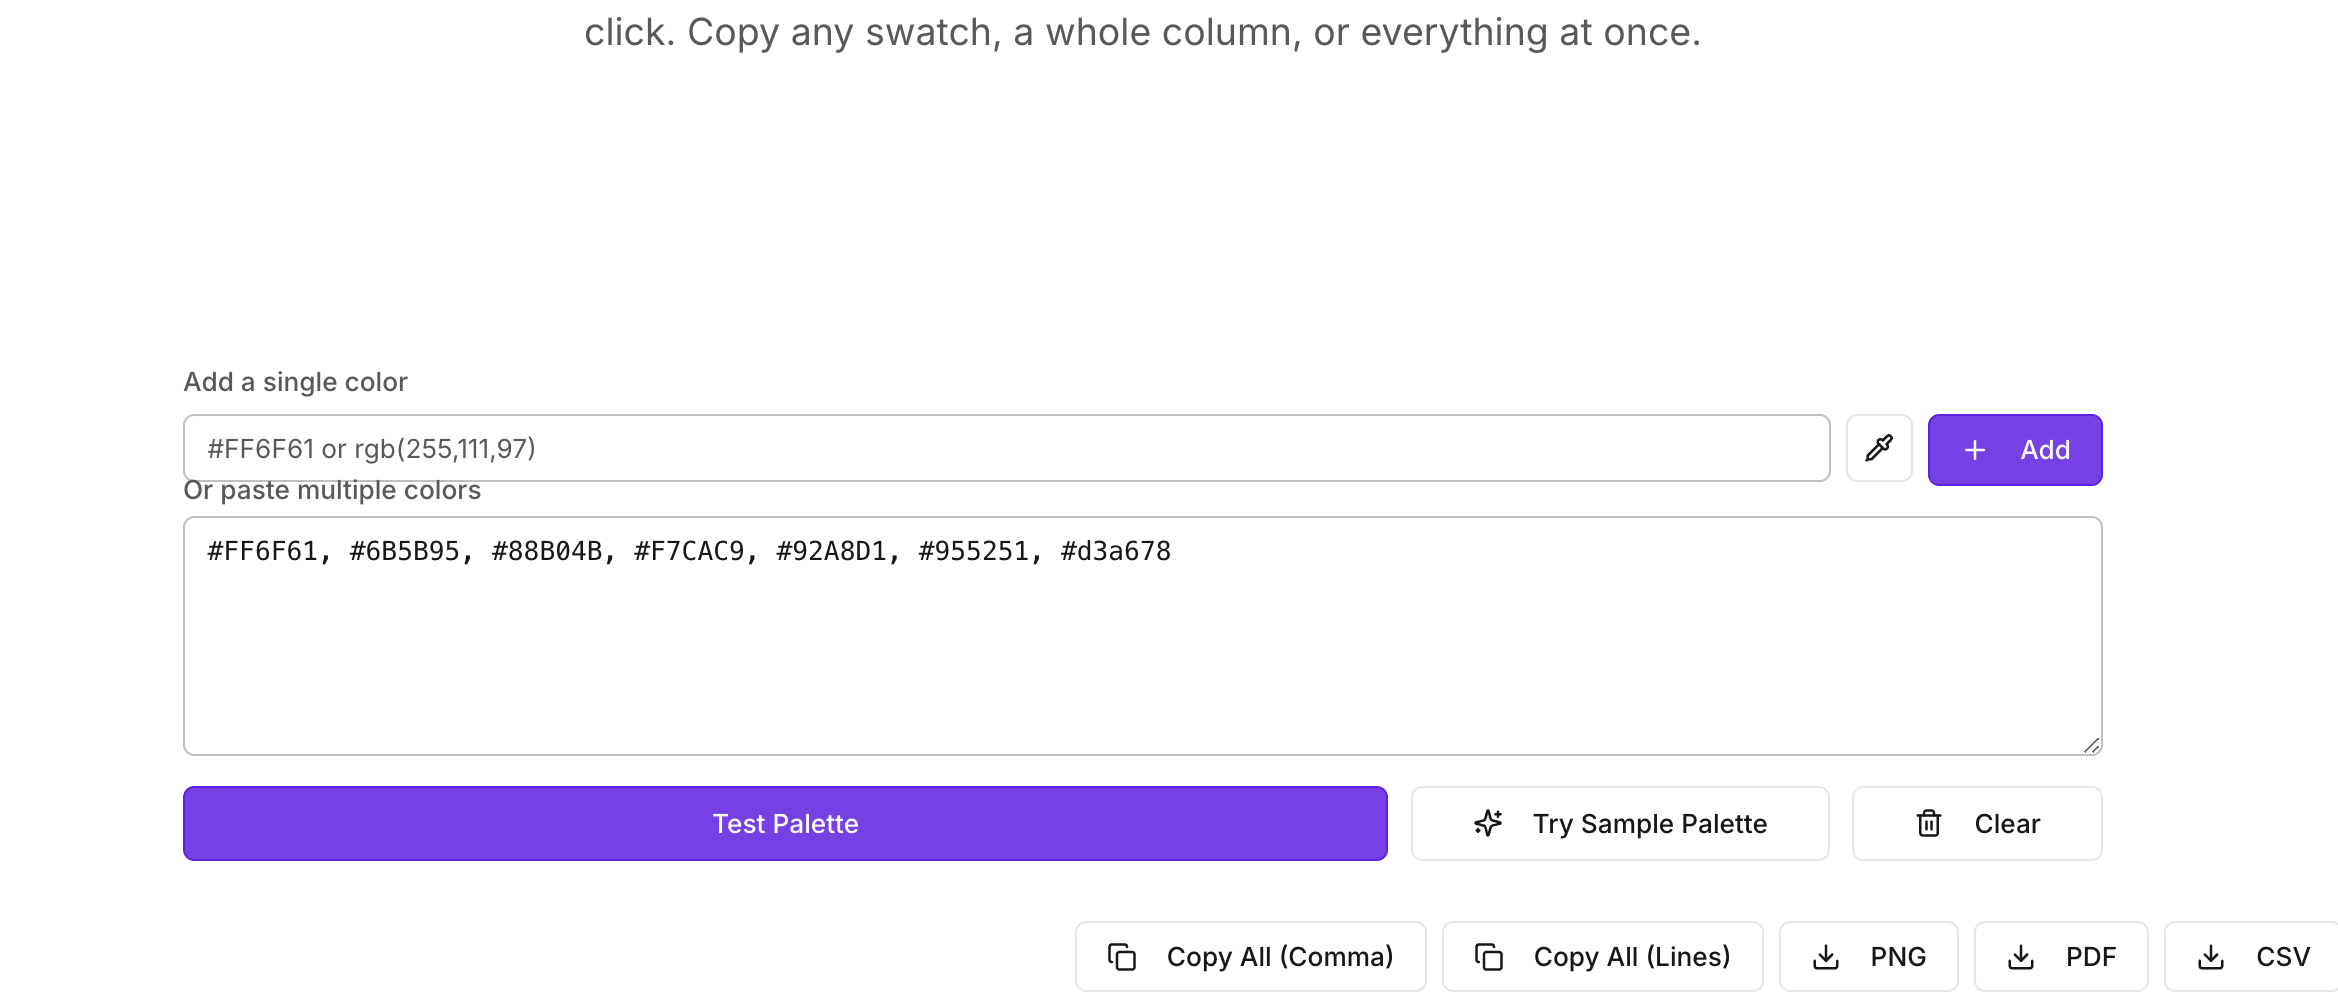 click. Copy any swatch, a whole column, or everything at once.
Add a single color
#FF6F61 or rgb(255,111,97)
Add
Or paste multiple colors
#FF6F61, #6B5B95, #88B04B, #F7CAC9, #92A8D1, #955251, #d3a678
Test Palette
Try Sample Palette
Clear
Copy All (Comma)
Copy All (Lines)
PNG
PDF
CSV